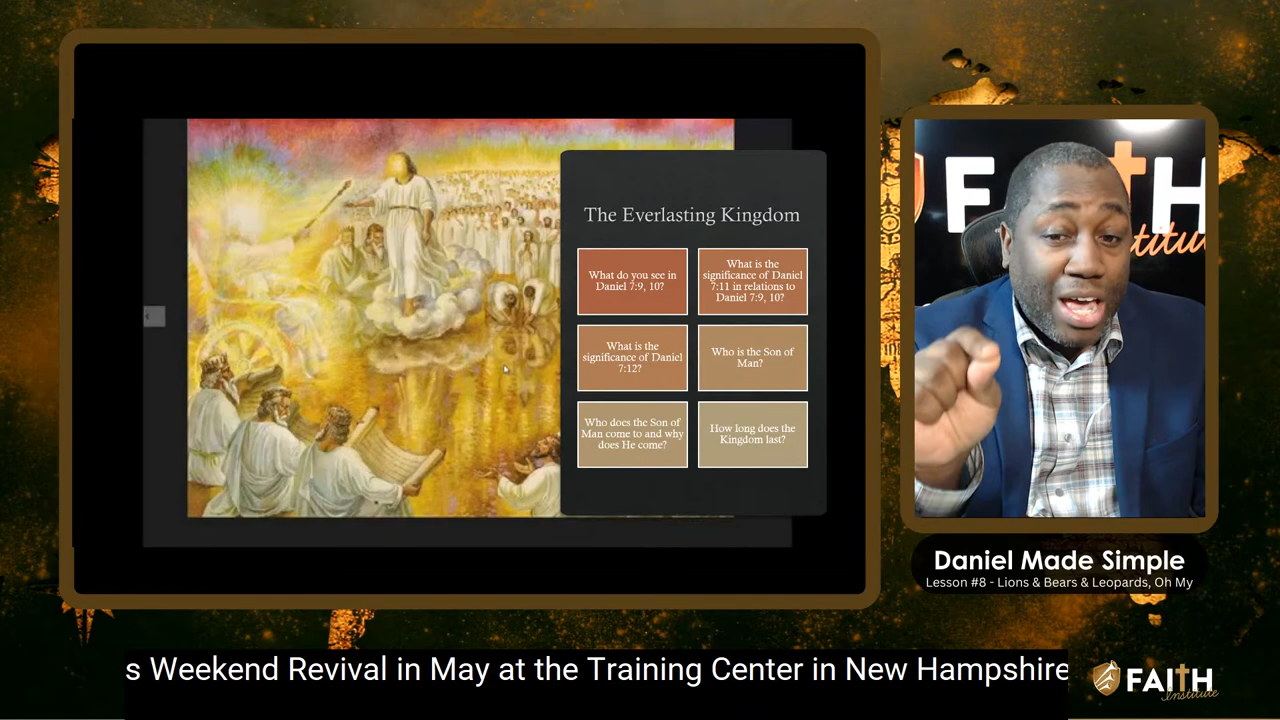 The Everlasting Kingdom
What do you see in
Daniel 7:9, 10?
What is the
significance of Daniel
7:11 in relations to
Daniel 7:9, 10?
What is the
significance of Daniel
7:12?
Who is the Son of
Man?
Who does the Son of
Man come to and why
does He come?
How long does the
Kingdom last?
F
TH
titu
Daniel Made Simple
Lesson #8 - Lions & Bears & Leopards, Oh My
s Weekend Revival in May at the Training Center in New Hampshire
FAITH
Institute